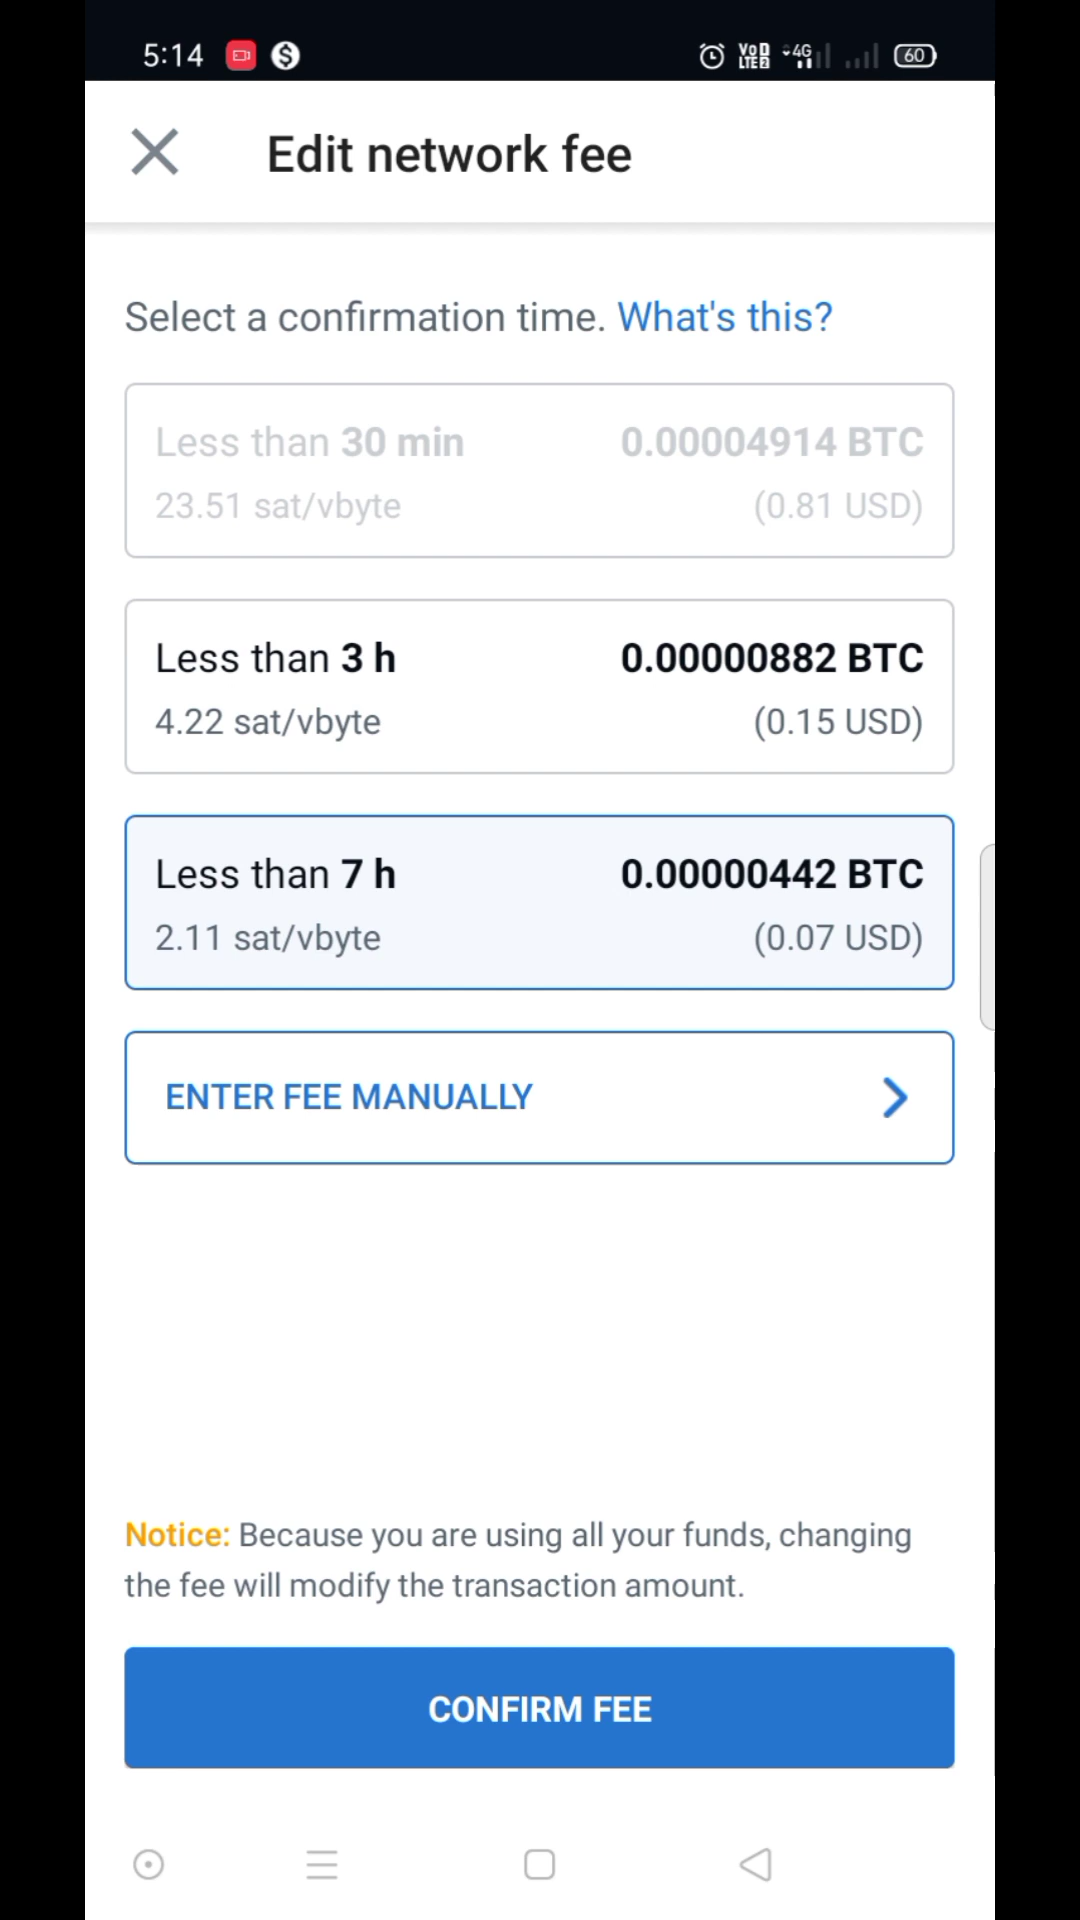 5:14 VoD LTE2 4G 60
Edit network fee
Select a confirmation time. What's this?
Less than 30 min 0.00004914 BTC
23.51 sat/vbyte (0.81 USD)
Less than 3 h 0.00000882 BTC
4.22 sat/vbyte (0.15 USD)
Less than 7 h 0.00000442 BTC
2.11 sat/vbyte (0.07 USD)
ENTER FEE MANUALLY
Notice: Because you are using all your funds, changing
the fee will modify the transaction amount.
CONFIRM FEE